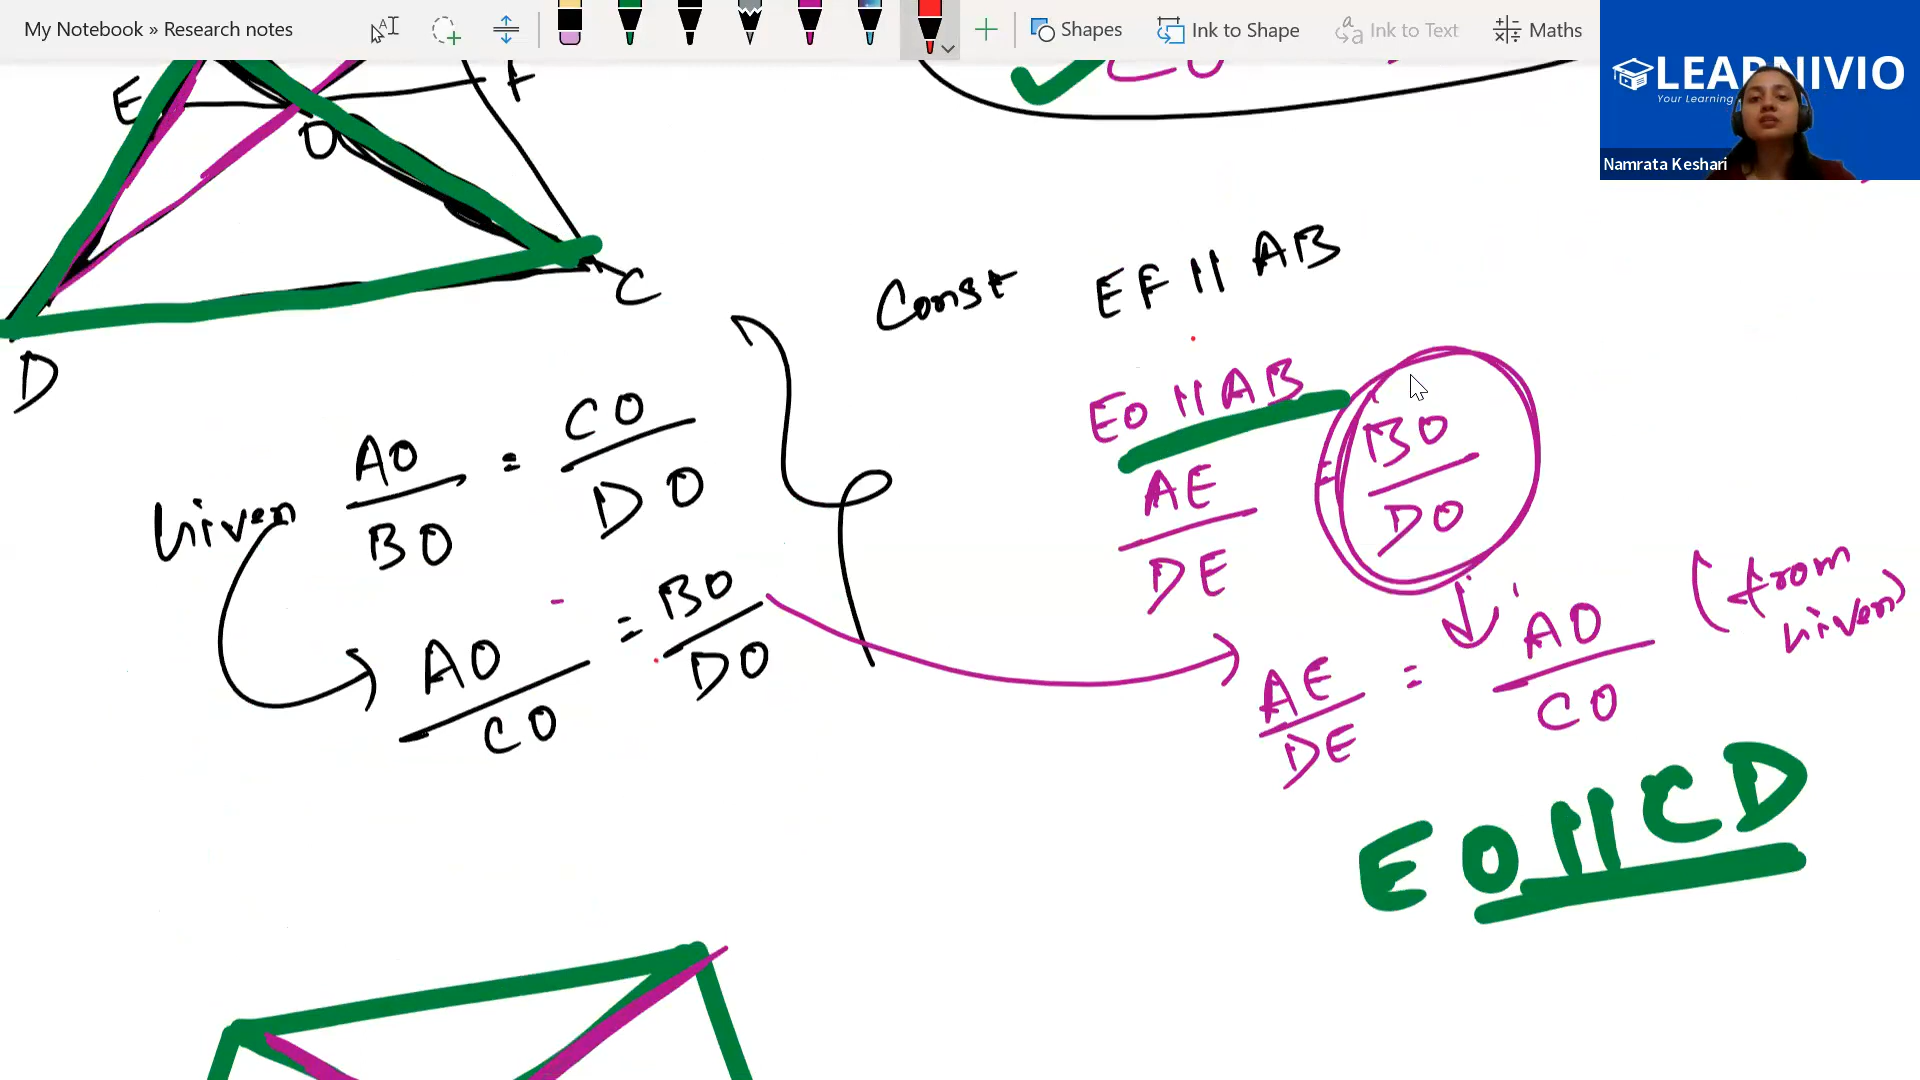 My Notebook » Research notes
Shapes
Ink to Shape
Ink to Text
Maths
LEARNIVIO
Your Learning
Namrata Keshari
E
F
O
C
D
Const EF || AB
EO || AB
AE/DE = BO/DO
Given AO/BO = CO/DO
AO/CO = BO/DO
AE/DE = AO/CO (from Given)
EO || CD